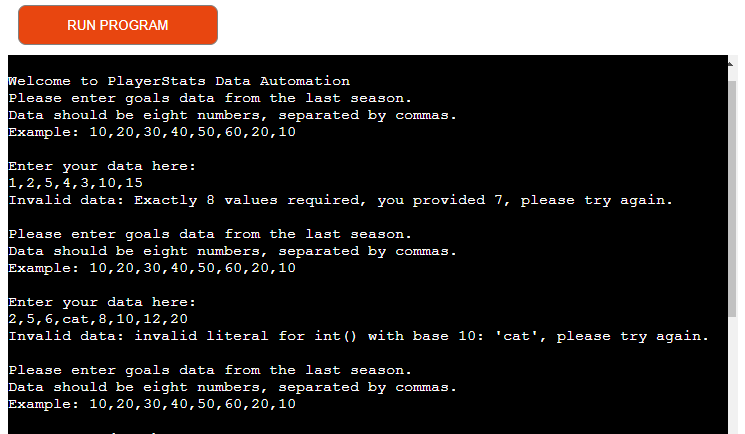 RUN PROGRAM
Welcome to PlayerStats Data Automation
Please enter goals data from the last season.
Data should be eight numbers, separated by commas.
Example: 10,20,30,40,50,60,20,10
Enter your data here:
1,2,5,4,3,10,15
Invalid data: Exactly 8 values required, you provided 7, please try again.
Please enter goals data from the last season.
Data should be eight numbers, separated by commas.
Example: 10,20,30,40,50,60,20,10
Enter your data here:
2,5,6,cat,8,10,12,20
Invalid data: invalid literal for int() with base 10: 'cat', please try again.
Please enter goals data from the last season.
Data should be eight numbers, separated by commas.
Example: 10,20,30,40,50,60,20,10